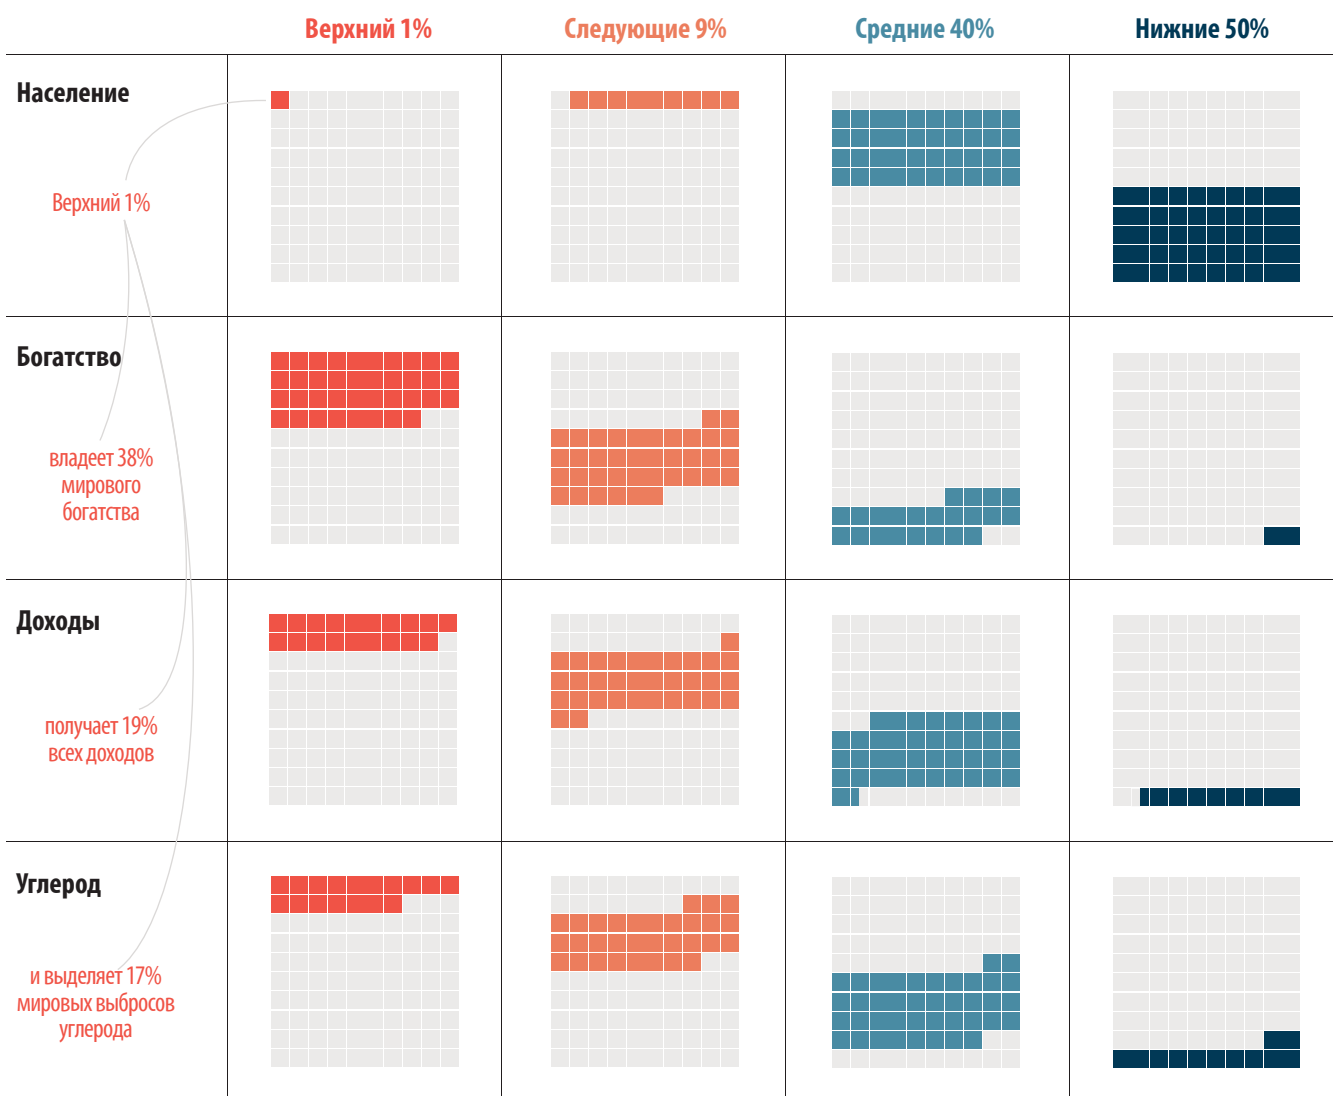 Верхний 1%
Следующие 9%
Средние 40%
Нижние 50%
Население
Верхний 1%
Богатство
владеет 38%
мирового
богатства
Доходы
получает 19%
всех доходов
Углерод
и выделяет 17%
мировых выбросов
углерода